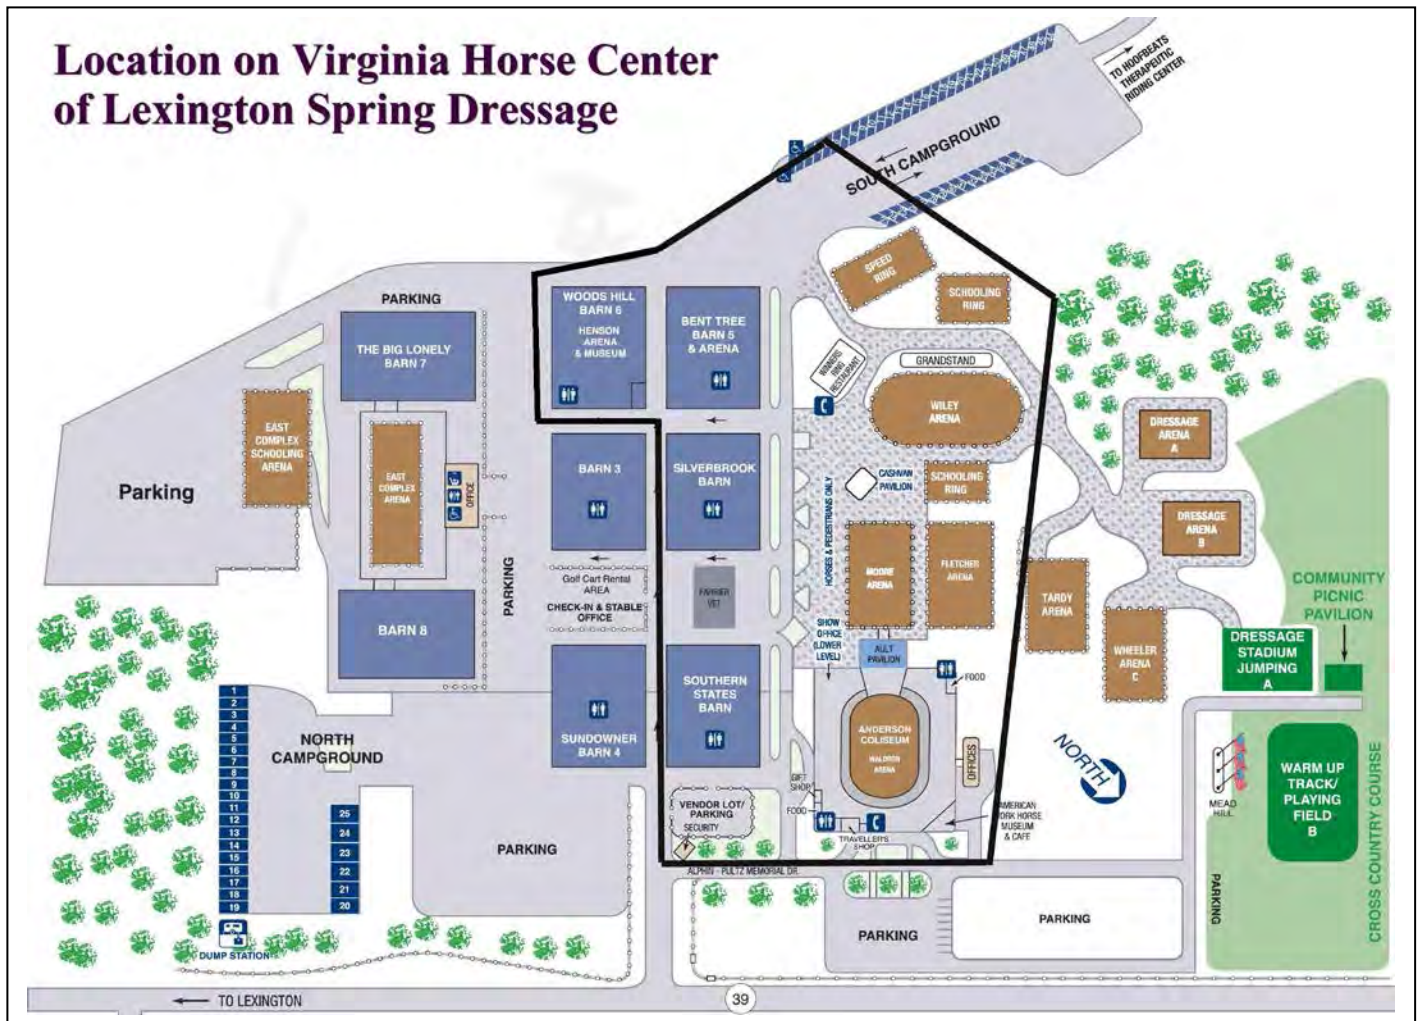 Location on Virginia Horse Center
of Lexington Spring Dressage
TO HOOFBEATS
THERAPEUTIC
RIDING CENTER
SOUTH CAMPGROUND
SPEED
RING
SCHOOLING
RING
PARKING
WOODS HILL
BARN 6
HENSON
ARENA
& MUSEUM
BENT TREE
BARN 5
& ARENA
THE BIG LONELY
BARN 7
WINNERS
RING
RESTAURANT
GRANDSTAND
WILEY
ARENA
EAST
COMPLEX
SCHOOLING
ARENA
EAST
COMPLEX
ARENA
OFFICE
Parking
PARKING
BARN 3
SILVERBROOK
BARN
CASHVAN
PAVILION
SCHOOLING
RING
HORSES & PEDESTRIANS ONLY
DRESSAGE
ARENA
A
DRESSAGE
ARENA
B
Golf Cart Rental
AREA
CHECK-IN & STABLE
OFFICE
FARRIER
VET
MOORE
ARENA
FLETCHER
ARENA
TARDY
ARENA
COMMUNITY
PICNIC
PAVILION
BARN 8
SHOW
OFFICE
(LOWER
LEVEL)
AULT
PAVILION
WHEELER
ARENA
C
DRESSAGE
STADIUM
JUMPING
A
SOUTHERN
STATES
BARN
FOOD
SUNDOWNER
BARN 4
ANDERSON
COLISEUM
WALDRON
ARENA
OFFICES
NORTH
NORTH
CAMPGROUND
1
2
3
4
5
6
7
8
9
10
11
12
13
14
15
16
17
18
19
25
24
23
22
21
20
GIFT
SHOP
FOOD
VENDOR LOT/
PARKING
SECURITY
TRAVELLER'S
SHOP
AMERICAN
WORK HORSE
MUSEUM
& CAFE
MEAD
HILL
WARM UP
TRACK/
PLAYING
FIELD
B
CROSS COUNTRY COURSE
PARKING
ALPHIN - PULTZ MEMORIAL DR.
PARKING
PARKING
PARKING
DUMP STATION
TO LEXINGTON
39